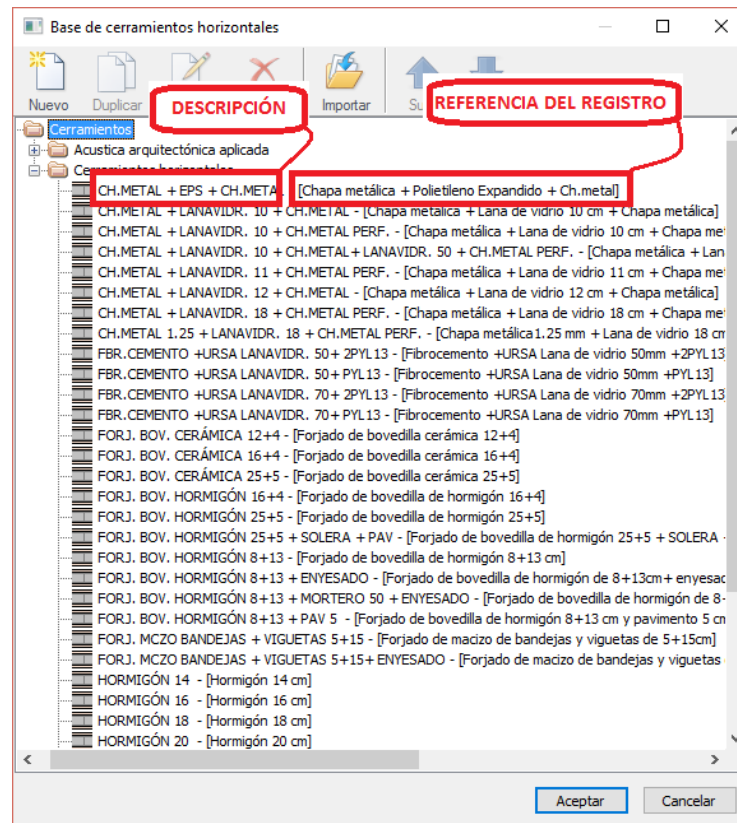 Base de cerramientos horizontales
Nuevo Duplicar Importar
DESCRIPCIÓN
REFERENCIA DEL REGISTRO
Cerramientos
Acustica arquitectónica aplicada
Cerramientos horizontales
CH.METAL + EPS + CH.METAL [Chapa metálica + Polietileno Expandido + Ch.metal]
CH.METAL + LANAVIDR. 10 + CH.METAL - [Chapa metálica + Lana de vidrio 10 cm + Chapa metálica]
CH.METAL + LANAVIDR. 10 + CH.METAL PERF. - [Chapa metálica + Lana de vidrio 10 cm + Chapa me
CH.METAL + LANAVIDR. 10 + CH.METAL+ LANAVIDR. 50 + CH.METAL PERF. - [Chapa metálica + Lan
CH.METAL + LANAVIDR. 11 + CH.METAL PERF. - [Chapa metálica + Lana de vidrio 11 cm + Chapa me
CH.METAL + LANAVIDR. 12 + CH.METAL - [Chapa metálica + Lana de vidrio 12 cm + Chapa metálica]
CH.METAL + LANAVIDR. 18 + CH.METAL PERF. - [Chapa metálica + Lana de vidrio 18 cm + Chapa me
CH.METAL 1.25 + LANAVIDR. 18 + CH.METAL PERF. - [Chapa metálica1.25 mm + Lana de vidrio 18 cm
FBR.CEMENTO +URSA LANAVIDR. 50+ 2PYL13 - [Fibrocemento +URSA Lana de vidrio 50mm +2PYL13]
FBR.CEMENTO +URSA LANAVIDR. 50+ PYL13 - [Fibrocemento +URSA Lana de vidrio 50mm +PYL13]
FBR.CEMENTO +URSA LANAVIDR. 70+ 2PYL13 - [Fibrocemento +URSA Lana de vidrio 70mm +2PYL13]
FBR.CEMENTO +URSA LANAVIDR. 70+ PYL13 - [Fibrocemento +URSA Lana de vidrio 70mm +PYL13]
FORJ. BOV. CERÁMICA 12+4 - [Forjado de bovedilla cerámica 12+4]
FORJ. BOV. CERÁMICA 16+4 - [Forjado de bovedilla cerámica 16+4]
FORJ. BOV. CERÁMICA 25+5 - [Forjado de bovedilla cerámica 25+5]
FORJ. BOV. HORMIGÓN 16+4 - [Forjado de bovedilla de hormigón 16+4]
FORJ. BOV. HORMIGÓN 25+5 - [Forjado de bovedilla de hormigón 25+5]
FORJ. BOV. HORMIGÓN 25+5 + SOLERA + PAV - [Forjado de bovedilla de hormigón 25+5 + SOLERA +
FORJ. BOV. HORMIGÓN 8+13 - [Forjado de bovedilla de hormigón 8+13 cm]
FORJ. BOV. HORMIGÓN 8+13 + ENYESADO - [Forjado de bovedilla de hormigón de 8+13cm+ enyesad
FORJ. BOV. HORMIGÓN 8+13 + MORTERO 50 + ENYESADO - [Forjado de bovedilla de hormigón de 8-
FORJ. BOV. HORMIGÓN 8+13 + PAV 5 - [Forjado de bovedilla de hormigón 8+13 cm y pavimento 5 cm
FORJ. MCZO BANDEJAS + VIGUETAS 5+15 - [Forjado de macizo de bandejas y viguetas de 5+15cm]
FORJ. MCZO BANDEJAS + VIGUETAS 5+15+ ENYESADO - [Forjado de macizo de bandejas y viguetas
HORMIGÓN 14 - [Hormigón 14 cm]
HORMIGÓN 16 - [Hormigón 16 cm]
HORMIGÓN 18 - [Hormigón 18 cm]
HORMIGÓN 20 - [Hormigón 20 cm]
Aceptar Cancelar